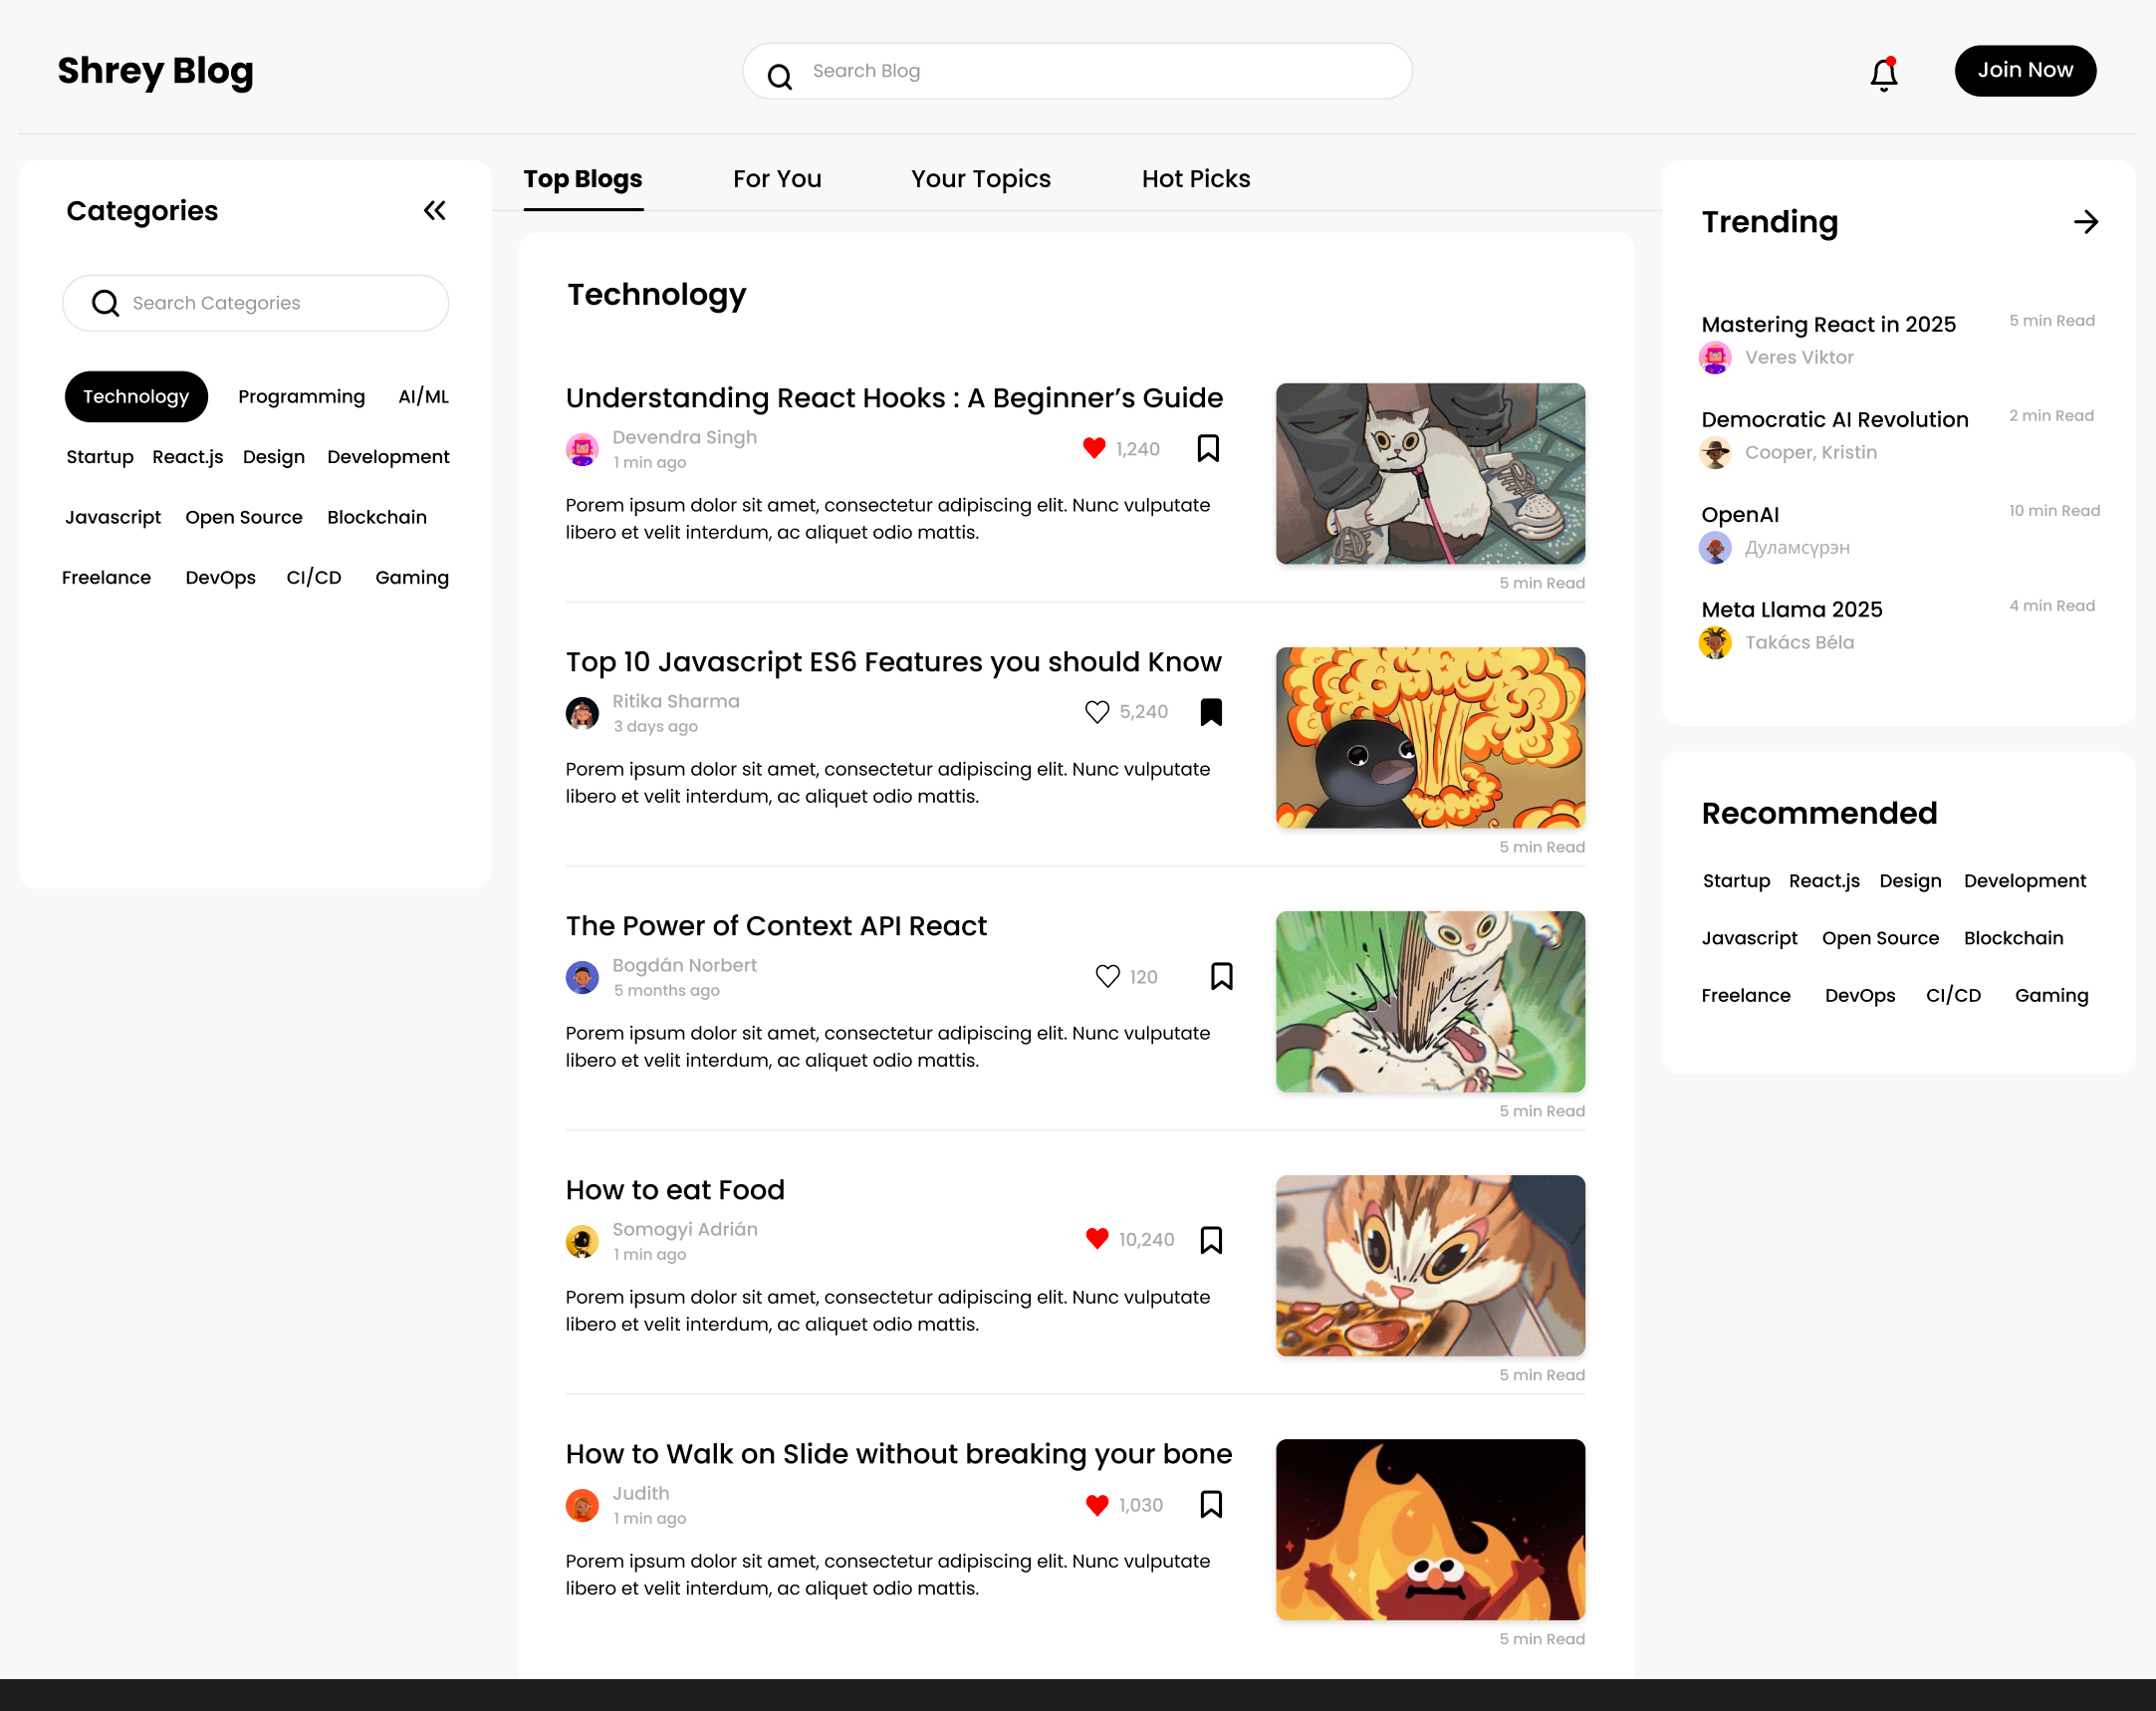 Shrey Blog
Search Blog
Join Now
Categories
Search Categories
Technology Programming AI/ML
Startup React.js Design Development
Javascript Open Source Blockchain
Freelance DevOps CI/CD Gaming
Top Blogs For You Your Topics Hot Picks
Technology
Understanding React Hooks : A Beginner’s Guide
Devendra Singh
1 min ago
1,240
Porem ipsum dolor sit amet, consectetur adipiscing elit. Nunc vulputate
libero et velit interdum, ac aliquet odio mattis.
5 min Read
Top 10 Javascript ES6 Features you should Know
Ritika Sharma
3 days ago
5,240
Porem ipsum dolor sit amet, consectetur adipiscing elit. Nunc vulputate
libero et velit interdum, ac aliquet odio mattis.
5 min Read
The Power of Context API React
Bogdán Norbert
5 months ago
120
Porem ipsum dolor sit amet, consectetur adipiscing elit. Nunc vulputate
libero et velit interdum, ac aliquet odio mattis.
5 min Read
How to eat Food
Somogyi Adrián
1 min ago
10,240
Porem ipsum dolor sit amet, consectetur adipiscing elit. Nunc vulputate
libero et velit interdum, ac aliquet odio mattis.
5 min Read
How to Walk on Slide without breaking your bone
Judith
1 min ago
1,030
Porem ipsum dolor sit amet, consectetur adipiscing elit. Nunc vulputate
libero et velit interdum, ac aliquet odio mattis.
5 min Read
Trending
Mastering React in 2025
5 min Read
Veres Viktor
Democratic AI Revolution
2 min Read
Cooper, Kristin
OpenAI
10 min Read
Дуламсүрэн
Meta Llama 2025
4 min Read
Takács Béla
Recommended
Startup React.js Design Development
Javascript Open Source Blockchain
Freelance DevOps CI/CD Gaming